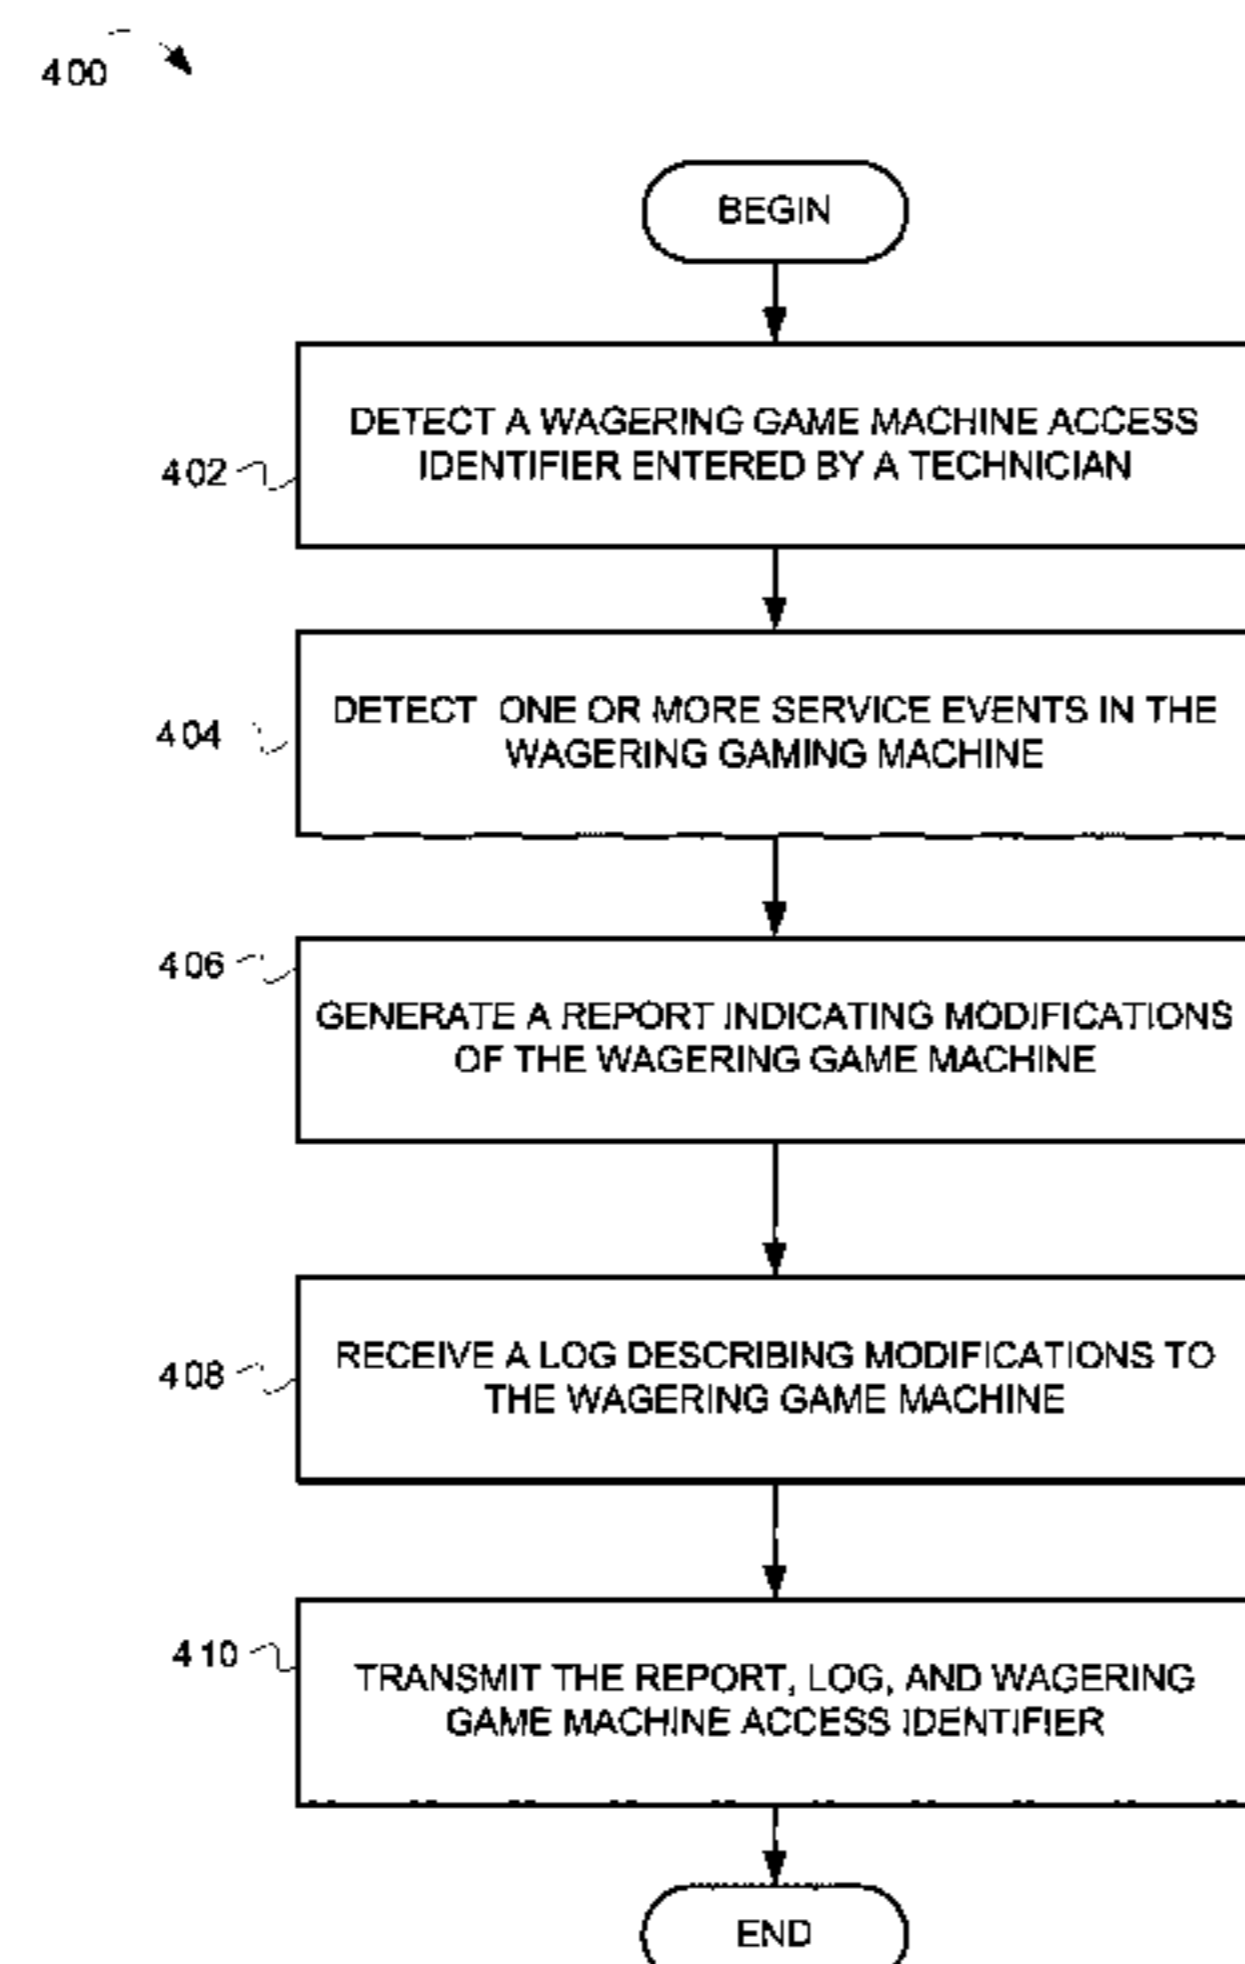 400
BEGIN
DETECT A WAGERING GAME MACHINE ACCESS
IDENTIFIER ENTERED BY A TECHNICIAN
402
DETECT ONE OR MORE SERVICE EVENTS IN THE
WAGERING GAMING MACHINE
404
406
GENERATE A REPORT INDICATING MODIFICATIONS
OF THE WAGERING GAME MACHINE
RECEIVE A LOG DESCRIBING MODIFICATIONS TO
THE WAGERING GAME MACHINE
408
410
TRANSMIT THE REPORT, LOG, AND WAGERING
GAME MACHINE ACCESS IDENTIFIER
END